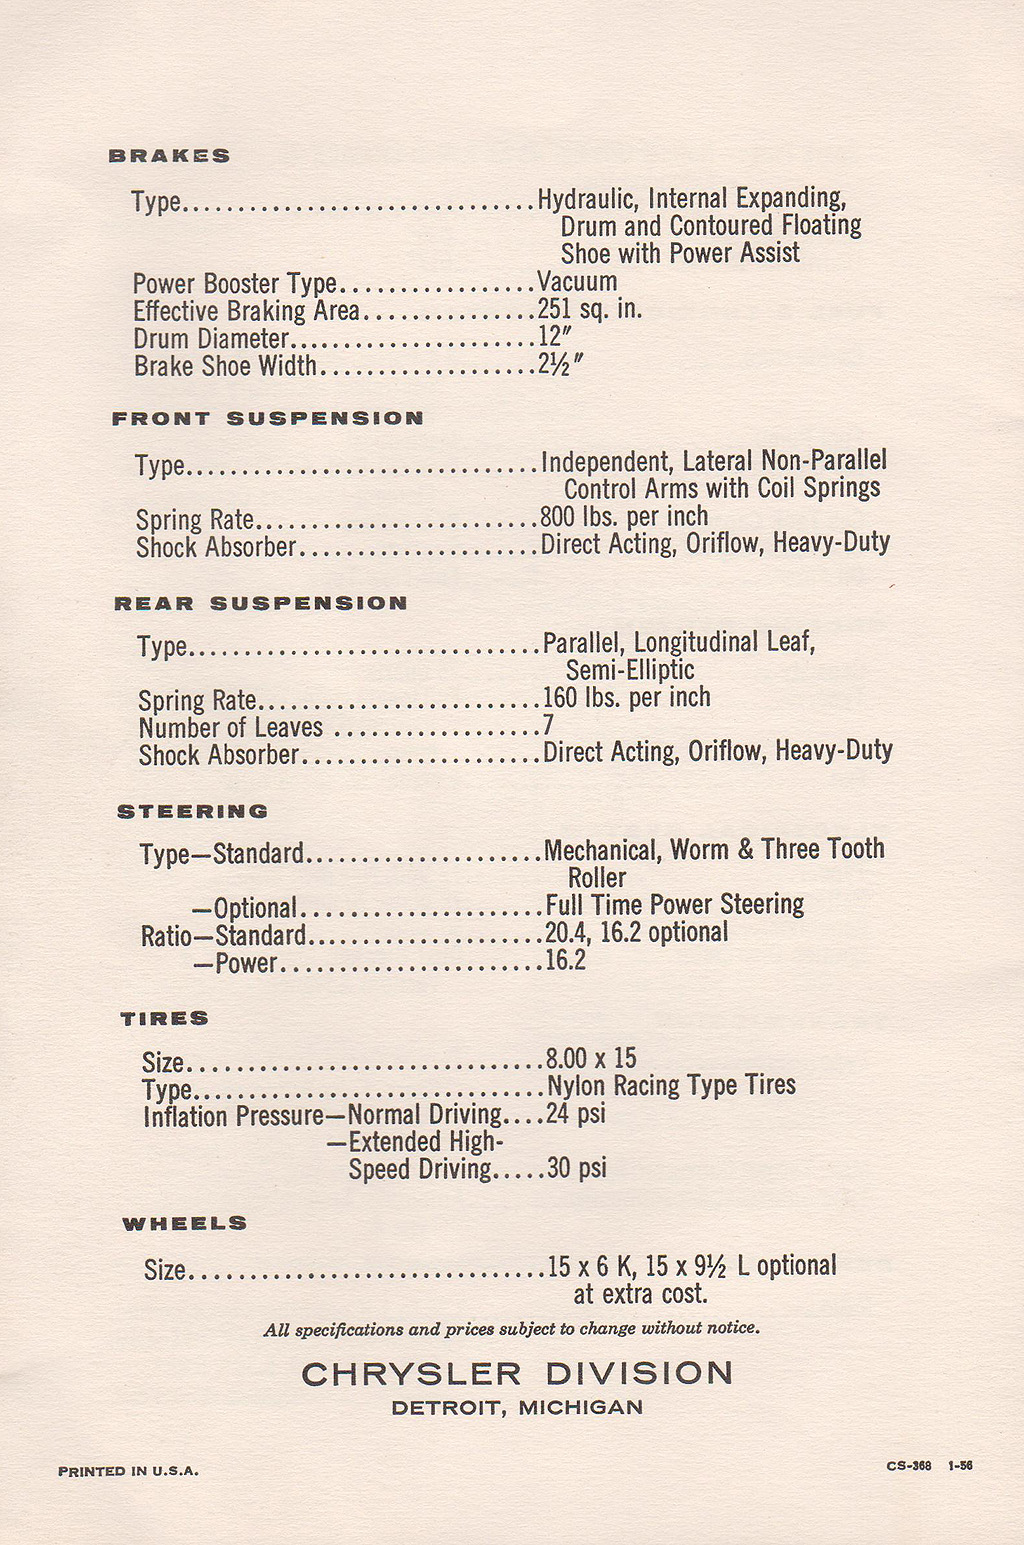 BRAKES
Type...............................Hydraulic, Internal Expanding,
Drum and Contoured Floating
Shoe with Power Assist
Power Booster Type.................Vacuum
Effective Braking Area...............251 sq. in.
Drum Diameter......................12″
Brake Shoe Width...................2½″
FRONT SUSPENSION
Type...............................Independent, Lateral Non-Parallel
Control Arms with Coil Springs
Spring Rate.........................800 lbs. per inch
Shock Absorber.....................Direct Acting, Oriflow, Heavy-Duty
REAR SUSPENSION
Type...............................Parallel, Longitudinal Leaf,
Semi-Elliptic
Spring Rate.........................160 lbs. per inch
Number of Leaves ..................7
Shock Absorber.....................Direct Acting, Oriflow, Heavy-Duty
STEERING
Type—Standard.....................Mechanical, Worm & Three Tooth
Roller
—Optional......................Full Time Power Steering
Ratio—Standard.....................20.4, 16.2 optional
—Power........................16.2
TIRES
Size................................8.00 x 15
Type...............................Nylon Racing Type Tires
Inflation Pressure—Normal Driving....24 psi
—Extended High-
Speed Driving.....30 psi
WHEELS
Size................................15 x 6 K, 15 x 9½ L optional
at extra cost.
All specifications and prices subject to change without notice.
CHRYSLER DIVISION
DETROIT, MICHIGAN
PRINTED IN U.S.A.
CS-368 1-56